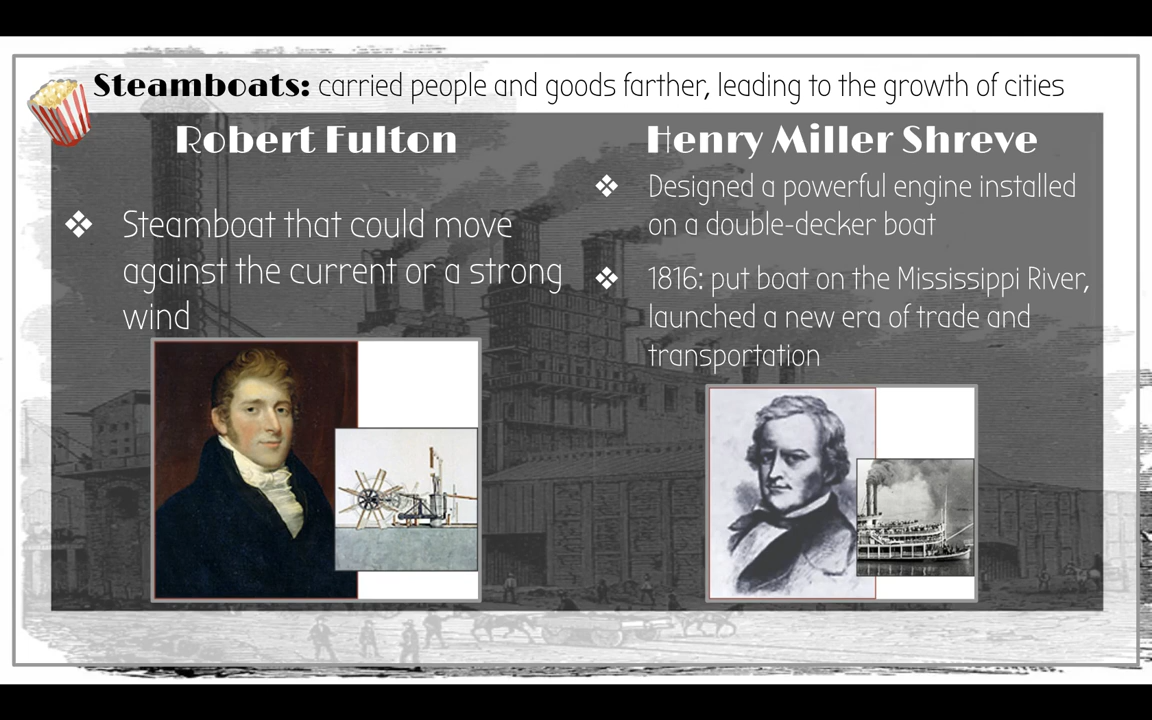 Steamboats: carried people and goods farther, leading to the growth of cities
Robert Fulton
Steamboat that could move
against the current or a strong
wind
Henry Miller Shreve
Designed a powerful engine installed
on a double-decker boat
1816: put boat on the Mississippi River,
launched a new era of trade and
transportation